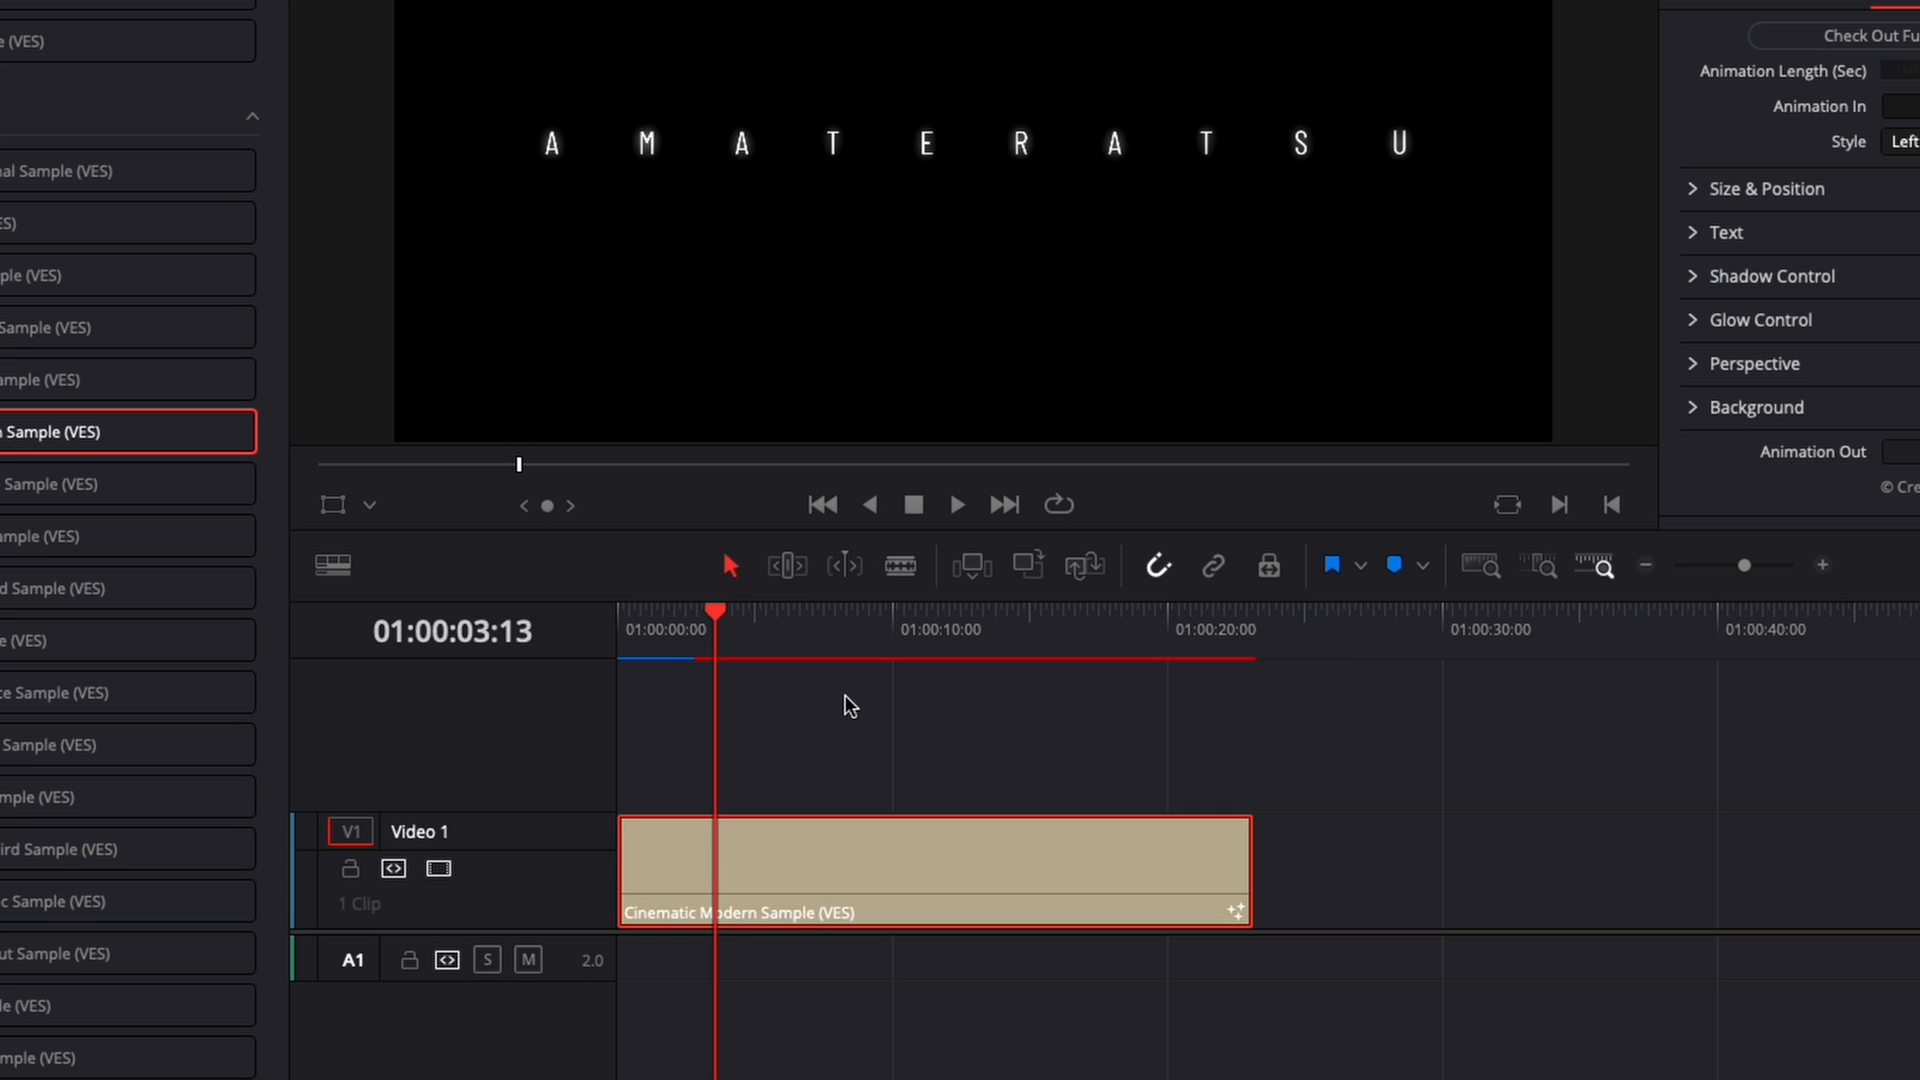 e (VES)
nal Sample (VES)
ES)
ple (VES)
Sample (VES)
ample (VES)
n Sample (VES)
Sample (VES)
ample (VES)
d Sample (VES)
e (VES)
ce Sample (VES)
Sample (VES)
mple (VES)
ird Sample (VES)
c Sample (VES)
ut Sample (VES)
le (VES)
mple (VES)
A M A T E R A T S U
Check Out Fu
Animation Length (Sec)
Animation In
Style Left
Size & Position
Text
Shadow Control
Glow Control
Perspective
Background
Animation Out
© Cre
01:00:03:13
01:00:00:00 01:00:10:00 01:00:20:00 01:00:30:00 01:00:40:00
V1 Video 1
1 Clip
Cinematic Modern Sample (VES)
A1 S M 2.0